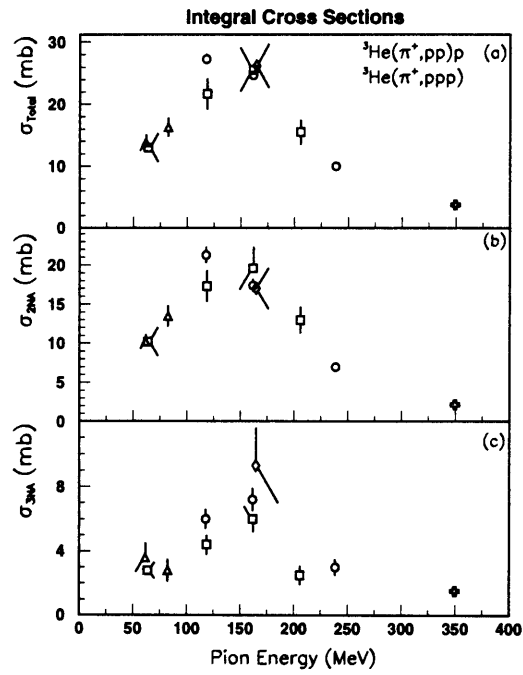 Integral Cross Sections
³He(π⁺,pp)p (a)
³He(π⁺,ppp)
σTotal (mb)
30
20
10
0
(b)
σ2NA (mb)
20
15
10
5
0
(c)
σ3NA (mb)
8
4
0
0 50 100 150 200 250 300 350 400
Pion Energy (MeV)